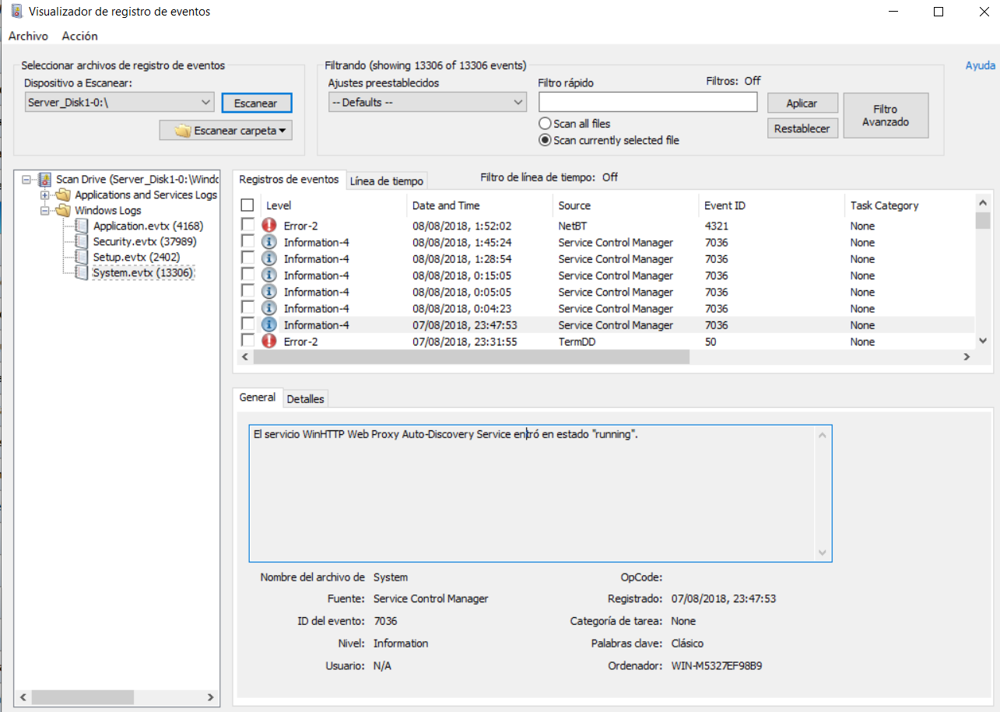 Visualizador de registro de eventos
Archivo Acción
Seleccionar archivos de registro de eventos
Dispositivo a Escanear:
Server_Disk1-0:\ Escanear
Escanear carpeta
Filtrando (showing 13306 of 13306 events)
Ajustes preestablecidos Filtro rápido Filtros: Off
-- Defaults -- Aplicar Filtro Avanzado
Scan all files Restablecer
Scan currently selected file
Ayuda
Scan Drive (Server_Disk1-0:\Windo
Applications and Services Logs
Windows Logs
Application.evtx (4168)
Security.evtx (37989)
Setup.evtx (2402)
System.evtx (13306)
Registros de eventos Línea de tiempo Filtro de línea de tiempo: Off
Level Date and Time Source Event ID Task Category
Error-2 08/08/2018, 1:52:02 NetBT 4321 None
Information-4 08/08/2018, 1:45:24 Service Control Manager 7036 None
Information-4 08/08/2018, 1:28:54 Service Control Manager 7036 None
Information-4 08/08/2018, 0:15:05 Service Control Manager 7036 None
Information-4 08/08/2018, 0:05:05 Service Control Manager 7036 None
Information-4 08/08/2018, 0:04:23 Service Control Manager 7036 None
Information-4 07/08/2018, 23:47:53 Service Control Manager 7036 None
Error-2 07/08/2018, 23:31:55 TermDD 50 None
General Detalles
El servicio WinHTTP Web Proxy Auto-Discovery Service entró en estado "running".
Nombre del archivo de System OpCode:
Fuente: Service Control Manager Registrado: 07/08/2018, 23:47:53
ID del evento: 7036 Categoría de tarea: None
Nivel: Information Palabras clave: Clásico
Usuario: N/A Ordenador: WIN-M5327EF98B9